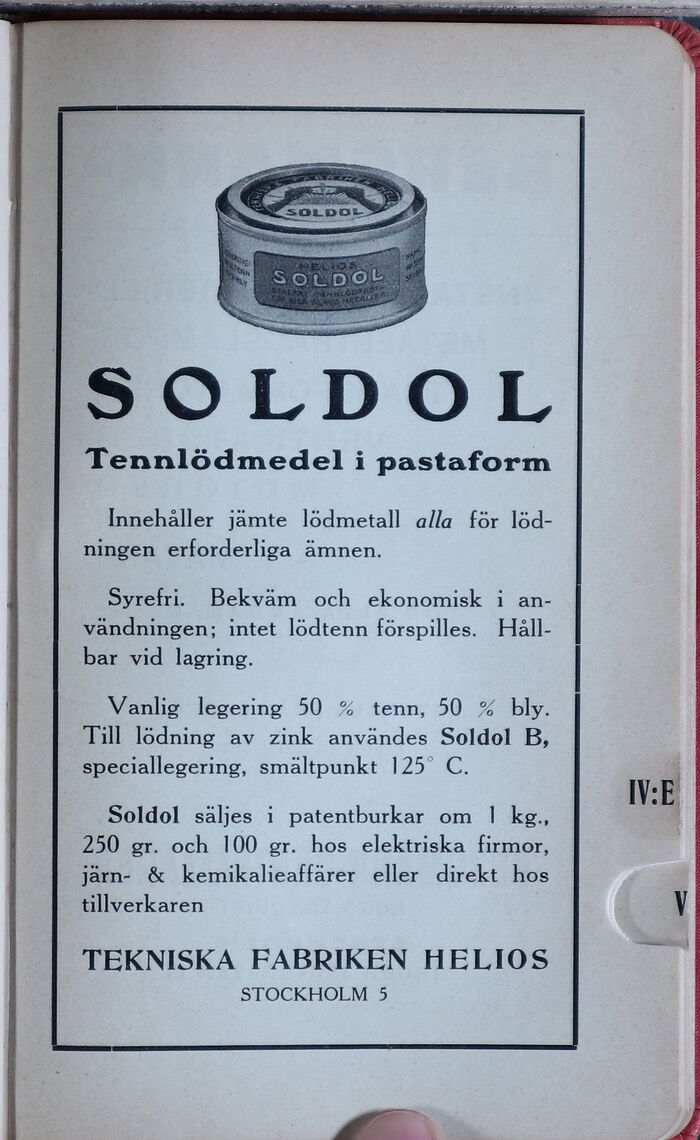 SOLDOL
HELIOS
SOLDOL
SOLDOL
Tennlödmedel i pastaform
Innehåller jämte lödmetall alla för löd-
ningen erforderliga ämnen.
Syrefri. Bekväm och ekonomisk i an-
vändningen; intet lödtenn förspilles. Håll-
bar vid lagring.
Vanlig legering 50 % tenn, 50 % bly.
Till lödning av zink användes Soldol B,
speciallegering, smältpunkt 125° C.
Soldol säljes i patentburkar om 1 kg.,
250 gr. och 100 gr. hos elektriska firmor,
järn- & kemikalieaffärer eller direkt hos
tillverkaren
TEKNISKA FABRIKEN HELIOS
STOCKHOLM 5
IV:E
V